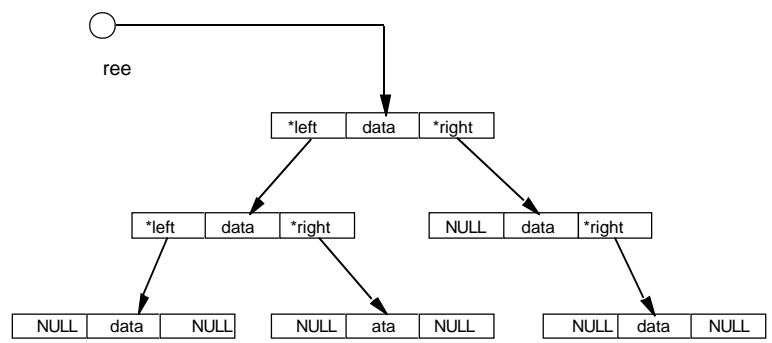 ree
*left data *right
*left data *right NULL data *right
NULL data NULL NULL ata NULL NULL data NULL